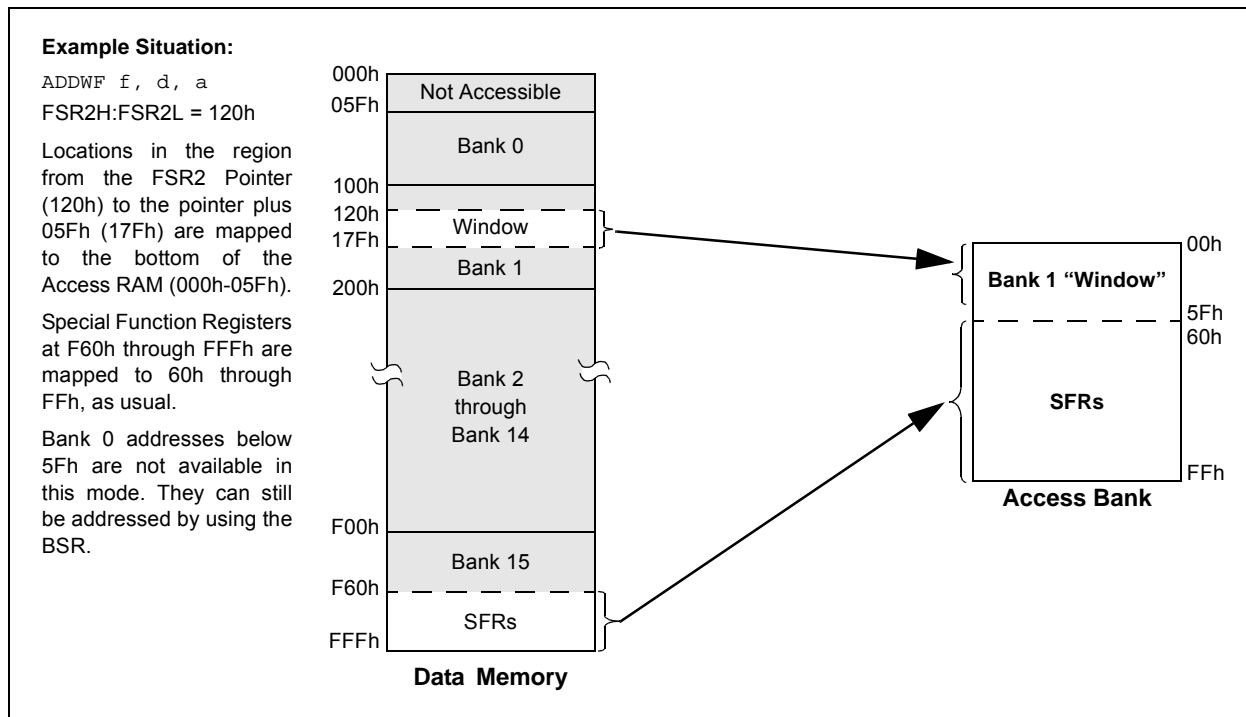 Example Situation:
ADDWF f, d, a
FSR2H:FSR2L = 120h
Locations in the region
from the FSR2 Pointer
(120h) to the pointer plus
05Fh (17Fh) are mapped
to the bottom of the
Access RAM (000h-05Fh).
Special Function Registers
at F60h through FFFh are
mapped to 60h through
FFh, as usual.
Bank 0 addresses below
5Fh are not available in
this mode. They can still
be addressed by using the
BSR.
000h
Not Accessible
05Fh
Bank 0
100h
120h
Window
17Fh
Bank 1
200h
Bank 2
through
Bank 14
F00h
Bank 15
F60h
SFRs
FFFh
Data Memory
00h
Bank 1 “Window”
5Fh
60h
SFRs
FFh
Access Bank